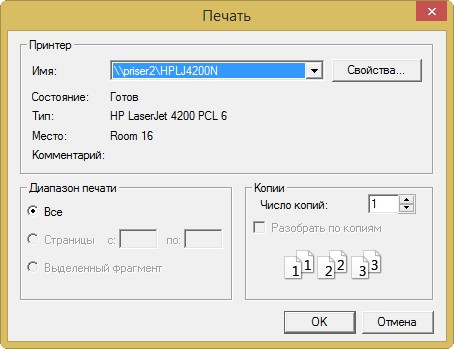 Печать
Принтер
Имя: \\priser2\HPLJ4200N Свойства...
Состояние: Готов
Тип: HP LaserJet 4200 PCL 6
Место: Room 16
Комментарий:
Диапазон печати
Все
Страницы с: по:
Выделенный фрагмент
Копии
Число копий: 1
Разобрать по копиям
1 1 2 2 3 3
OK Отмена